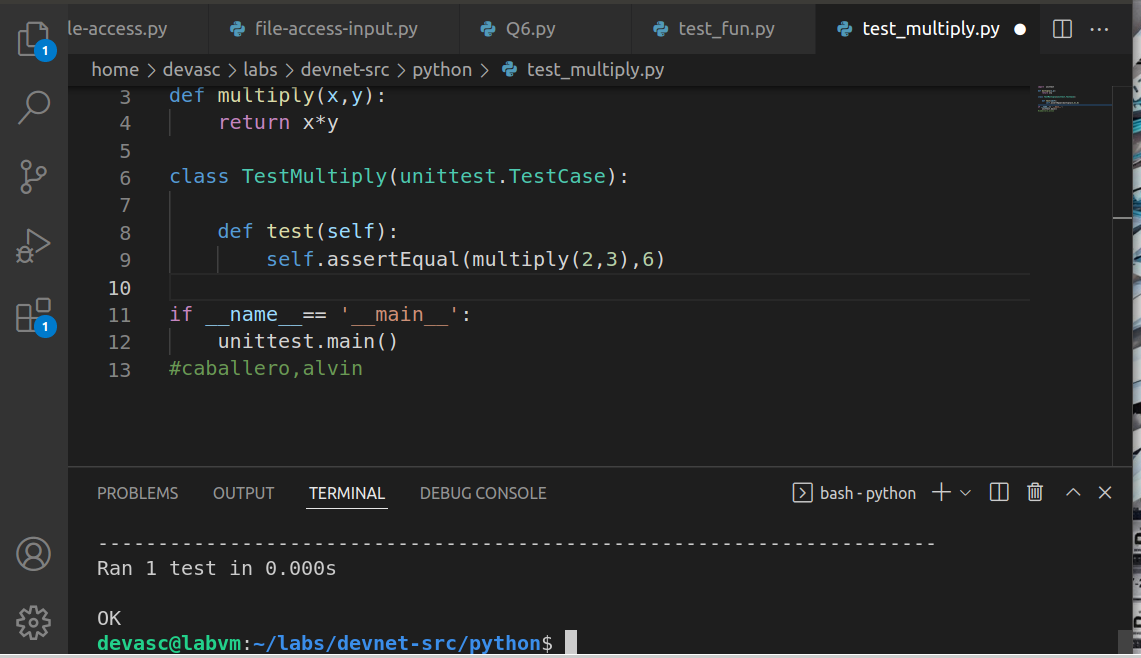 le-access.py file-access-input.py Q6.py test_fun.py test_multiply.py
home > devasc > labs > devnet-src > python > test_multiply.py
3 def multiply(x,y):
4 return x*y
5
6 class TestMultiply(unittest.TestCase):
7
8 def test(self):
9 self.assertEqual(multiply(2,3),6)
10
11 if __name__== '__main__':
12 unittest.main()
13 #caballero,alvin
1
1
PROBLEMS OUTPUT TERMINAL DEBUG CONSOLE bash - python
----------------------------------------------------------------------
Ran 1 test in 0.000s
OK
devasc@labvm:~/labs/devnet-src/python$